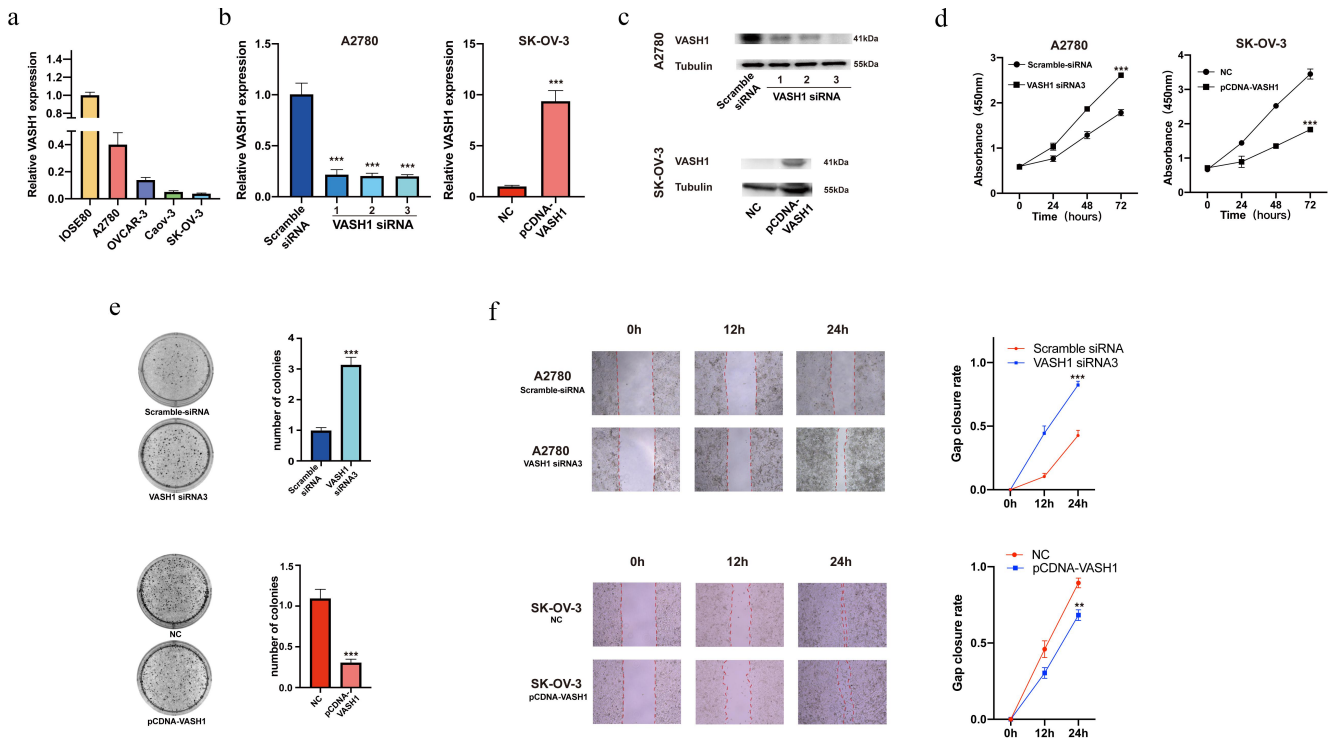 a
Relative VASH1 expression
1.2
1.0
0.8
0.4
0.2
0.0
IOSE80
A2780
OVCAR-3
Caov-3
SK-OV-3
b
A2780
Relative VASH1 expression
1.5
1.0
0.5
0.0
***
***
***
Scramble
siRNA
1
2
3
VASH1 siRNA
SK-OV-3
Relative VASH1 expression
15
10
5
0
***
NC
pCDNA-
VASH1
c
A2780
VASH1
41kDa
Tubulin
55kDa
Scramble
siRNA
1
2
3
VASH1 siRNA
SK-OV-3
VASH1
41kDa
Tubulin
55kDa
NC
pCDNA-
VASH1
d
A2780
Absorbance (450nm)
3
2
1
0
Scramble-siRNA
VASH1 siRNA3
***
0
24
48
72
Time (hours)
SK-OV-3
Absorbance (450nm)
4
3
2
1
0
NC
pCDNA-VASH1
***
0
24
48
72
Time (hours)
e
Scramble-siRNA
VASH1 siRNA3
number of colonies
4
3
2
1
0
***
Scramble
siRNA
VASH1
siRNA3
NC
pCDNA-VASH1
number of colonies
1.5
1.0
0.5
0.0
***
NC
pCDNA-
VASH1
f
0h
12h
24h
A2780
Scramble-siRNA
A2780
VASH1 siRNA3
Gap closure rate
1.0
0.5
0.0
Scramble siRNA
VASH1 siRNA3
***
0h
12h
24h
0h
12h
24h
SK-OV-3
NC
SK-OV-3
pCDNA-VASH1
Gap closure rate
1.0
0.5
0.0
NC
pCDNA-VASH1
**
0h
12h
24h